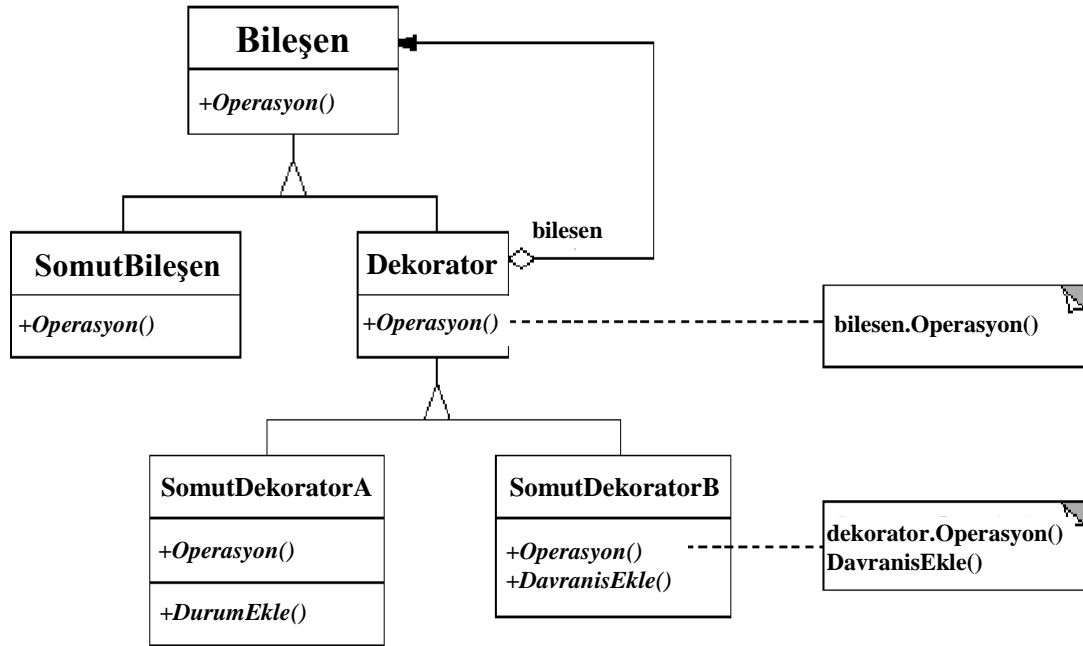 Bileşen
+Operasyon()
bilesen
SomutBileşen
+Operasyon()
Dekorator
+Operasyon()
bilesen.Operasyon()
SomutDekoratorA
+Operasyon()
+DurumEkle()
SomutDekoratorB
+Operasyon()
+DavranisEkle()
dekorator.Operasyon()
DavranisEkle()